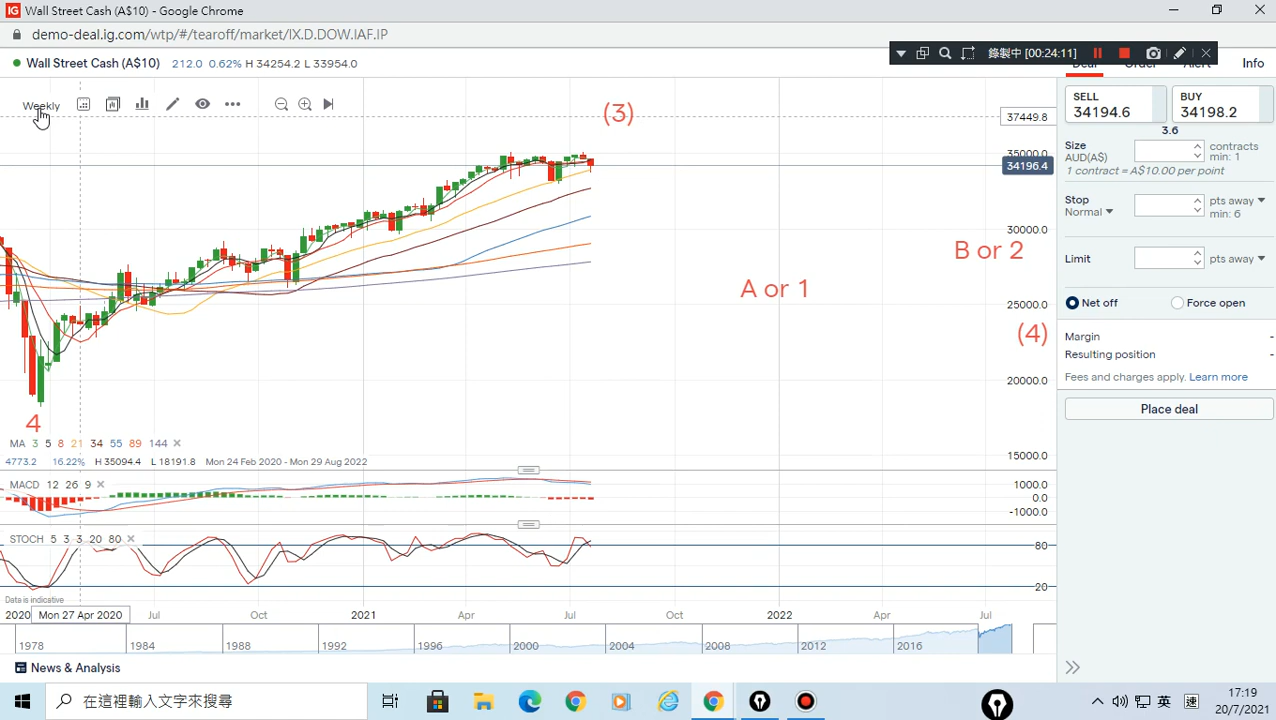 IG Wall Street Cash (A$10) - Google Chrome
demo-deal.ig.com/wtp/#/tearoff/market/IX.D.DOW.IAF.IP
錄製中 [00:24:11]
Wall Street Cash (A$10) 212.0 0.62% H 34254.2 L 33954.0
Deal Order Alert Info
Weekly
(3)
37449.8
35000.0
34196.4
30000.0
25000.0
20000.0
15000.0
B or 2
A or 1
(4)
4
MA 3 5 8 21 34 55 89 144
4773.2 16.22% H 35094.4 L 18191.8 Mon 24 Feb 2020 - Mon 29 Aug 2022
MACD 12 26 9
1000.0
0.0
-1000.0
STOCH 5 3 3 20 80
80
20
Data is indicative
2020 Mon 27 Apr 2020 Jul Oct 2021 Apr Jul Oct 2022 Apr Jul
1978 1984 1988 1992 1996 2000 2004 2008 2012 2016
News & Analysis
SELL
34194.6
BUY
34198.2
3.6
Size
AUD(A$)
contracts
min: 1
1 contract = A$10.00 per point
Stop
Normal
pts away
min: 6
Limit
pts away
Net off Force open
Margin -
Resulting position -
Fees and charges apply. Learn more
Place deal
在這裡輸入文字來搜尋
英
速
17:19
20/7/2021